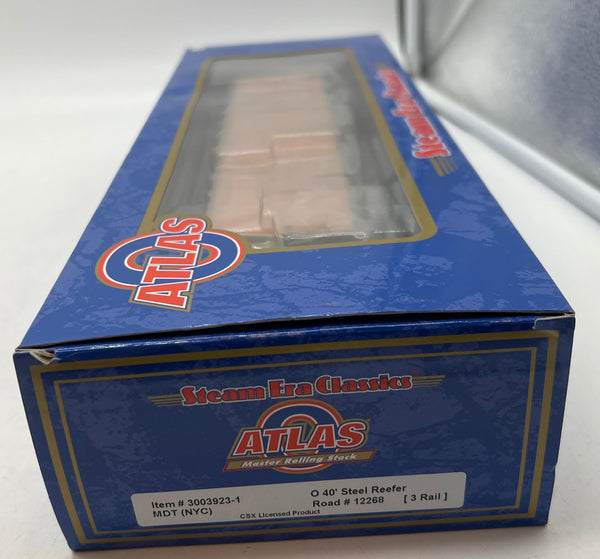 Steam Era Classics
ATLAS
Steam Era Classics
ATLAS
Master Rolling Stock
Item # 3003923-1 O 40' Steel Reefer
MDT (NYC) Road # 12268 [ 3 Rail ]
CSX Licensed Product